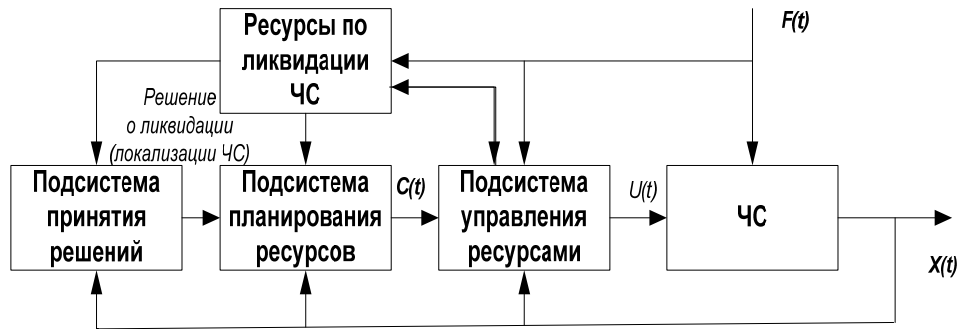 Ресурсы по
ликвидации
ЧС
F(t)
Решение
о ликвидации
(локализации ЧС)
Подсистема
принятия
решений
Подсистема
планирования
ресурсов
C(t)
Подсистема
управления
ресурсами
U(t)
ЧС
X(t)